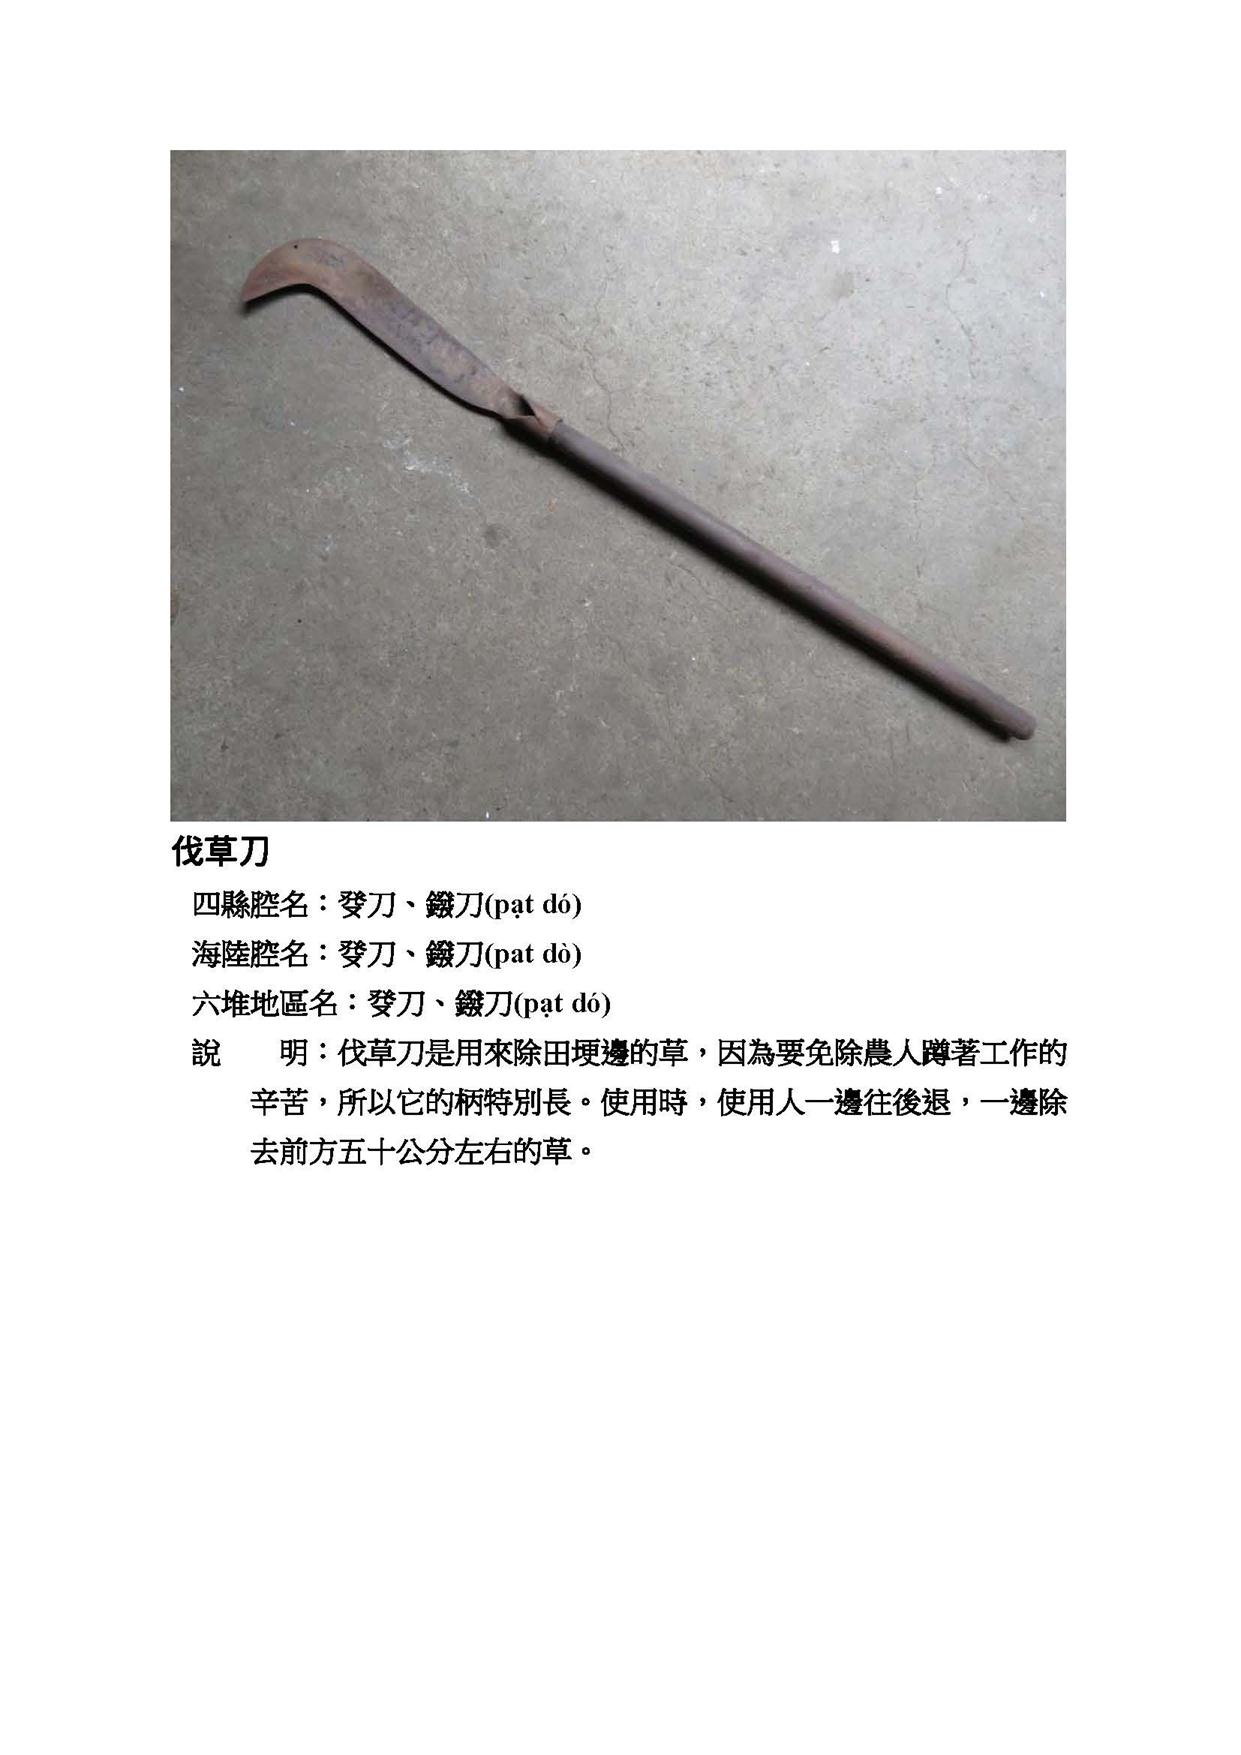 伐草刀
四縣腔名：發刀、鏺刀(pa̩t dó)
海陸腔名：發刀、鏺刀(pat dò)
六堆地區名：發刀、鏺刀(pa̩t dó)
說　　明：伐草刀是用來除田埂邊的草，因為要免除農人蹲著工作的
辛苦，所以它的柄特別長。使用時，使用人一邊往後退，一邊除
去前方五十公分左右的草。